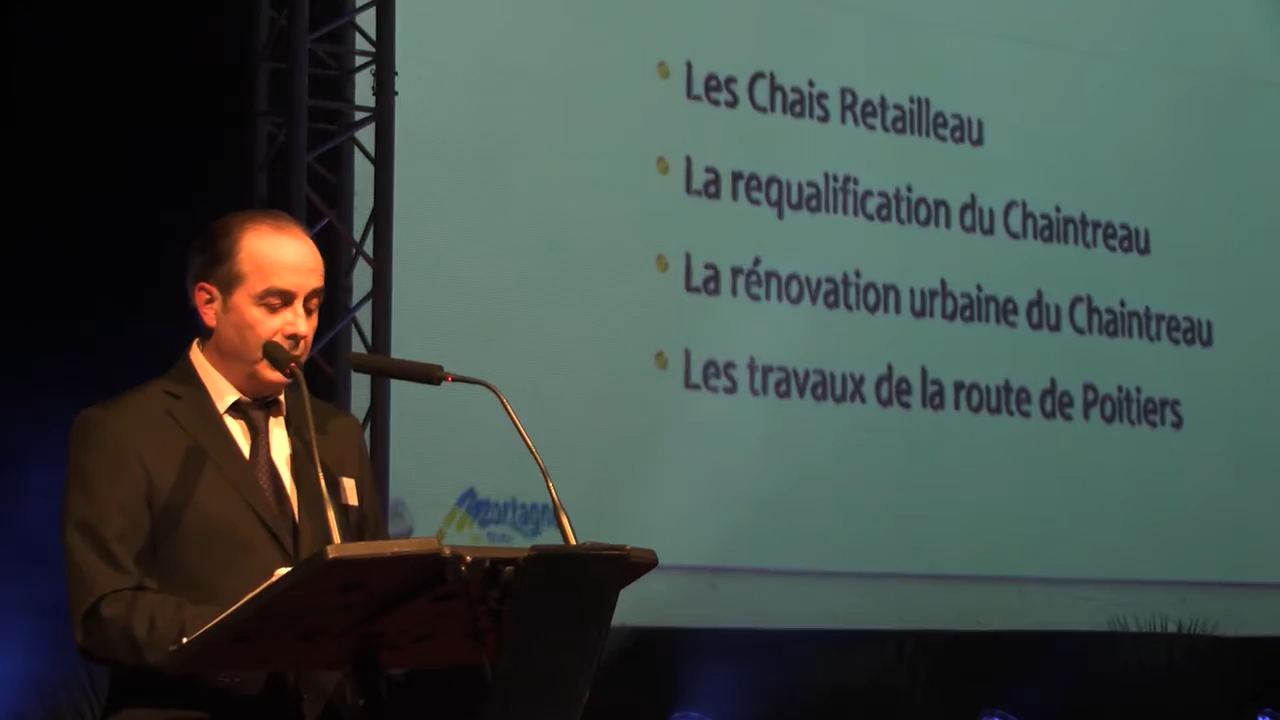 Les Chais Retailleau
La requalification du Chaintreau
La rénovation urbaine du Chaintreau
Les travaux de la route de Poitiers